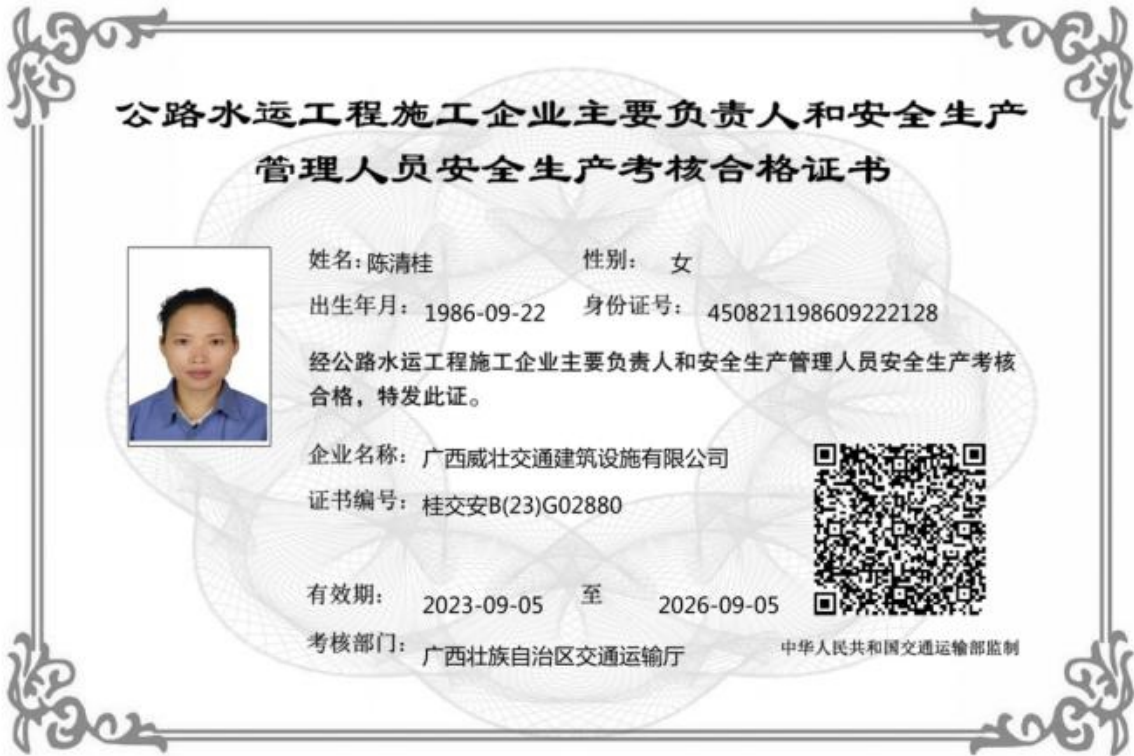 公路水运工程施工企业主要负责人和安全生产
管理人员安全生产考核合格证书
姓名：陈清桂 性别： 女
出生年月： 1986-09-22 身份证号： 450821198609222128
经公路水运工程施工企业主要负责人和安全生产管理人员安全生产考核
合格，特发此证。
企业名称： 广西威壮交通建筑设施有限公司
证书编号： 桂交安B(23)G02880
有效期： 2023-09-05 至 2026-09-05
考核部门： 广西壮族自治区交通运输厅
中华人民共和国交通运输部监制